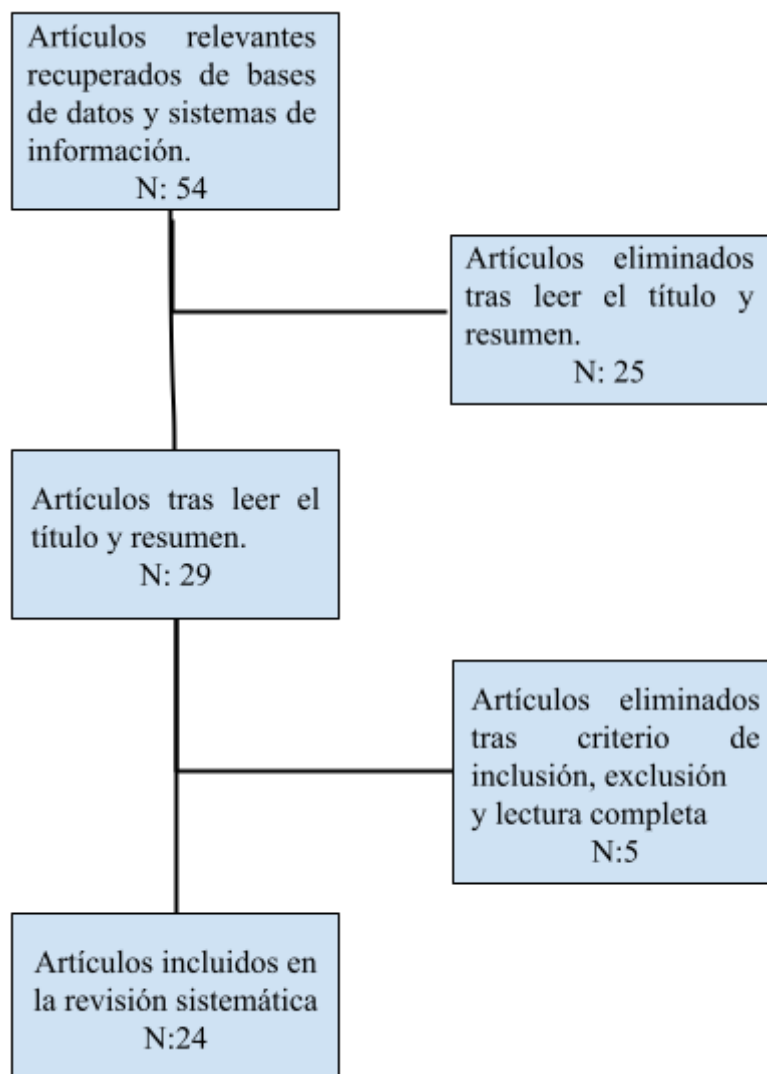 Artículos relevantes
recuperados de bases
de datos y sistemas de
información.
N: 54
Artículos eliminados
tras leer el título y
resumen.
N: 25
Artículos tras leer el
título y resumen.
N: 29
Artículos eliminados
tras criterio de
inclusión, exclusión
y lectura completa
N:5
Artículos incluidos en
la revisión sistemática
N:24